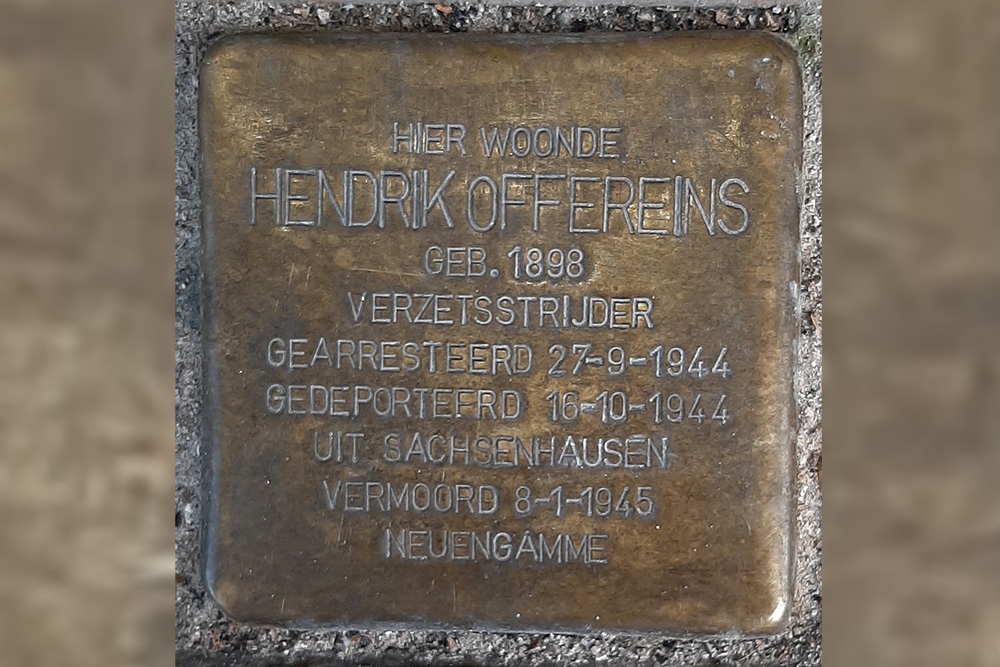 HIER WOONDE
HENDRIK OFFEREINS
GEB. 1898
VERZETSSTRIJDER
GEARRESTEERD 27-9-1944
GEDEPORTEERD 16-10-1944
UIT SACHSENHAUSEN
VERMOORD 8-1-1945
NEUENGAMME